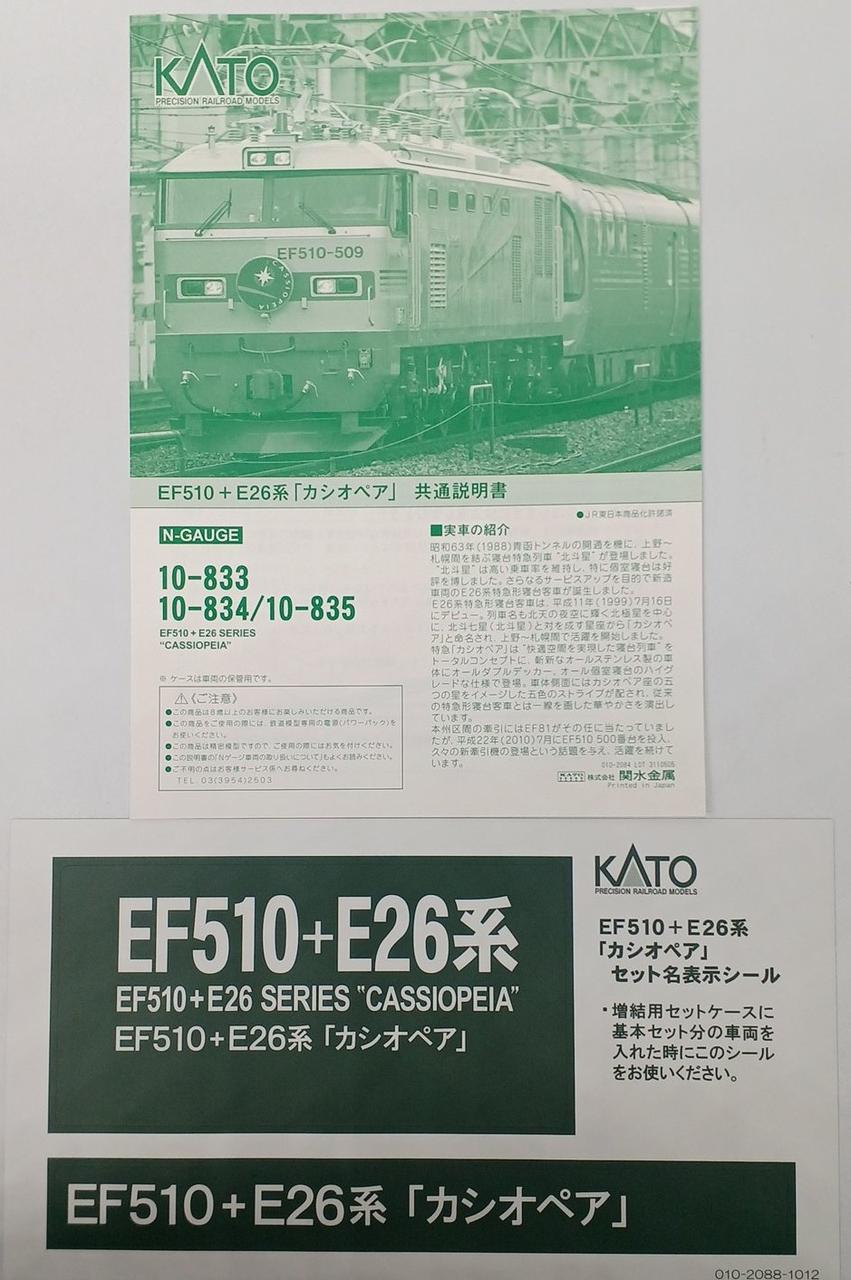 KATO
PRECISION RAILROAD MODELS
EF510-509
CASSIOPEIA
EF510+E26系「カシオペア」 共通説明書
●JR東日本商品化許諾済
N-GAUGE
10-833
10-834/10-835
EF510+E26 SERIES
"CASSIOPEIA"
※ ケースは車両の保管用です。
⚠《ご注意》
●この商品は8歳以上のお客様にお楽しみいただける商品です。
●この商品をご使用の際には、鉄道模型専用の電源(パワーパック)を
お使いください。
●この商品は精密模型ですので、ご使用の際にはお気を付けください。
●この説明書の「Nゲージ車両の取り扱いについて」もよくお読みください。
●ご不明の点はお客様サービス係へお尋ねください。
TEL.03(3954)2503
■実車の紹介
昭和63年(1988)青函トンネルの開通を機に、上野~
札幌間を結ぶ寝台特急列車"北斗星"が登場しました。
"北斗星"は高い乗車率を維持し、特に個室寝台は好
評を博しました。さらなるサービスアップを目的で新造
車両のE26系特急形寝台客車が誕生しました。
E26系特急形寝台客車は、平成11年(1999)7月16日
にデビュー。列車名も北天の夜空に輝く北極星を中心
に、北斗七星(北斗星)と対を成す星座から「カシオペ
ア」と命名され、上野~札幌間で活躍を開始しました。
特急「カシオペア」は"快適空間を実現した寝台列車"を
トータルコンセプトに、斬新なオールステンレス製の車
体にオールダブルデッカー、オール個室寝台のハイグ
レードな仕様で登場。車体側面にはカシオペア座の五
つの星をイメージした五色のストライプが配され、従来
の特急形寝台客車とは一線を画した華やかさを演出し
ています。
本州区間の牽引にはEF81がその任に当たっていました
たが、平成22年(2010)7月にEF510 500番台を投入、
久々の新牽引機の登場という話題を与え、活躍を続けて
います。
010-2084 LOT 3110505
KATO 株式会社 関水金属
Printed in Japan
EF510+E26系
EF510+E26 SERIES "CASSIOPEIA"
EF510+E26系「カシオペア」
KATO
PRECISION RAILROAD MODELS
EF510+E26系
「カシオペア」
セット名表示シール
・増結用セットケースに
基本セット分の車両を
入れた時にこのシール
をお使いください。
EF510+E26系「カシオペア」
010-2088-1012